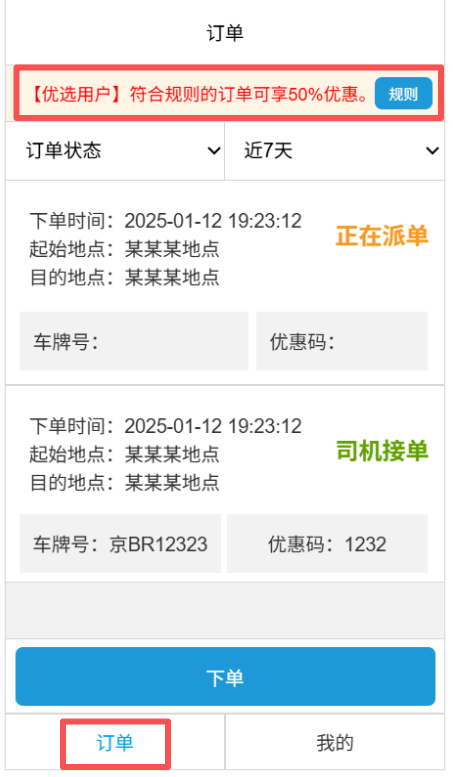 订单
【优选用户】符合规则的订单可享50%优惠。 规则
订单状态 近7天
下单时间：2025-01-12 19:23:12
起始地点：某某某地点
目的地点：某某某地点
正在派单
车牌号： 优惠码：
下单时间：2025-01-12 19:23:12
起始地点：某某某地点
目的地点：某某某地点
司机接单
车牌号：京BR12323 优惠码：1232
下单
订单 我的